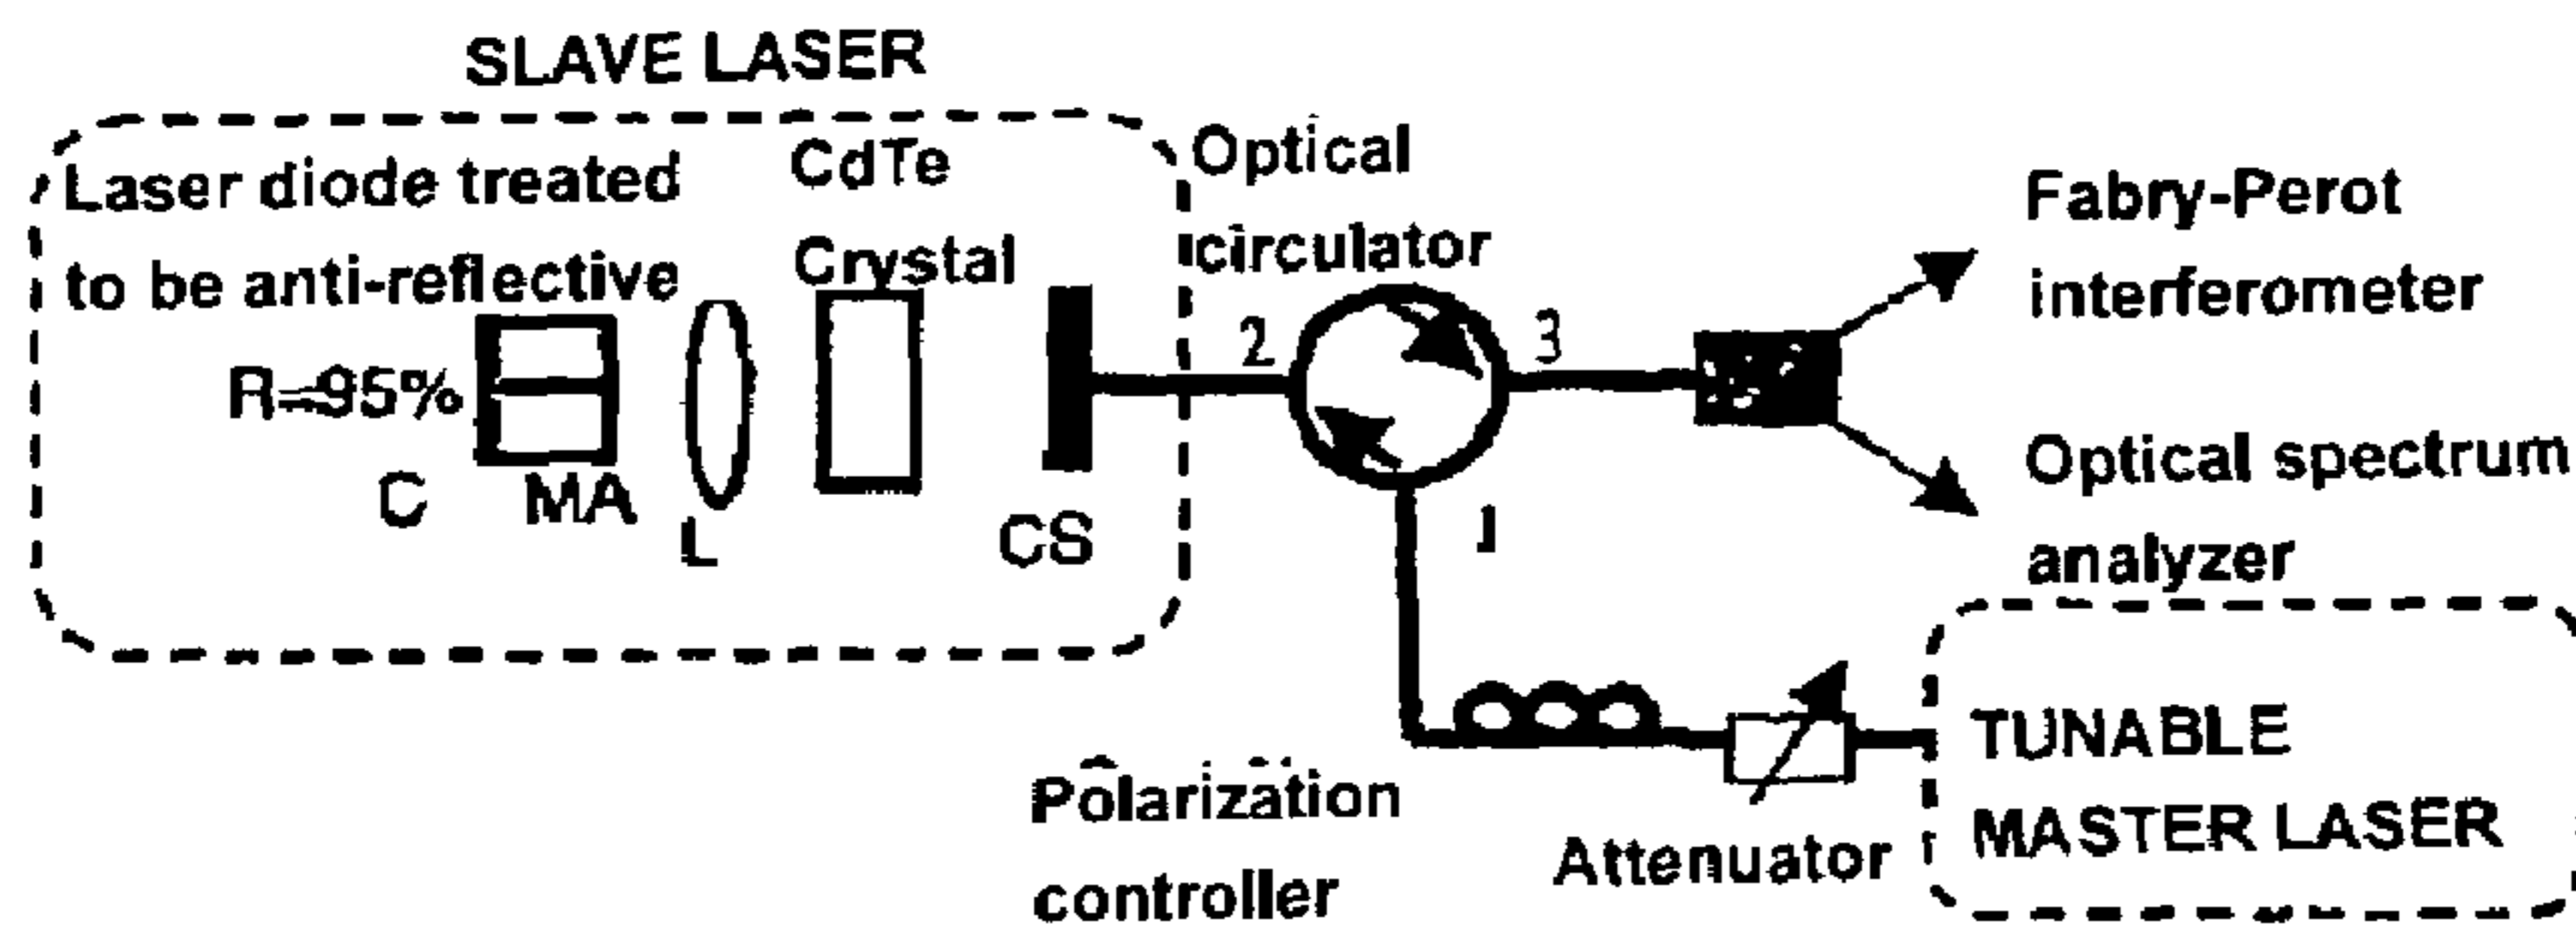 SLAVE LASER
Laser diode treated
to be anti-reflective
CdTe
Crystal
R=95%
C
MA
L
CS
Optical
circulator
2
3
1
Fabry-Perot
interferometer
Optical spectrum
analyzer
Polarization
controller
Attenuator
TUNABLE
MASTER LASER